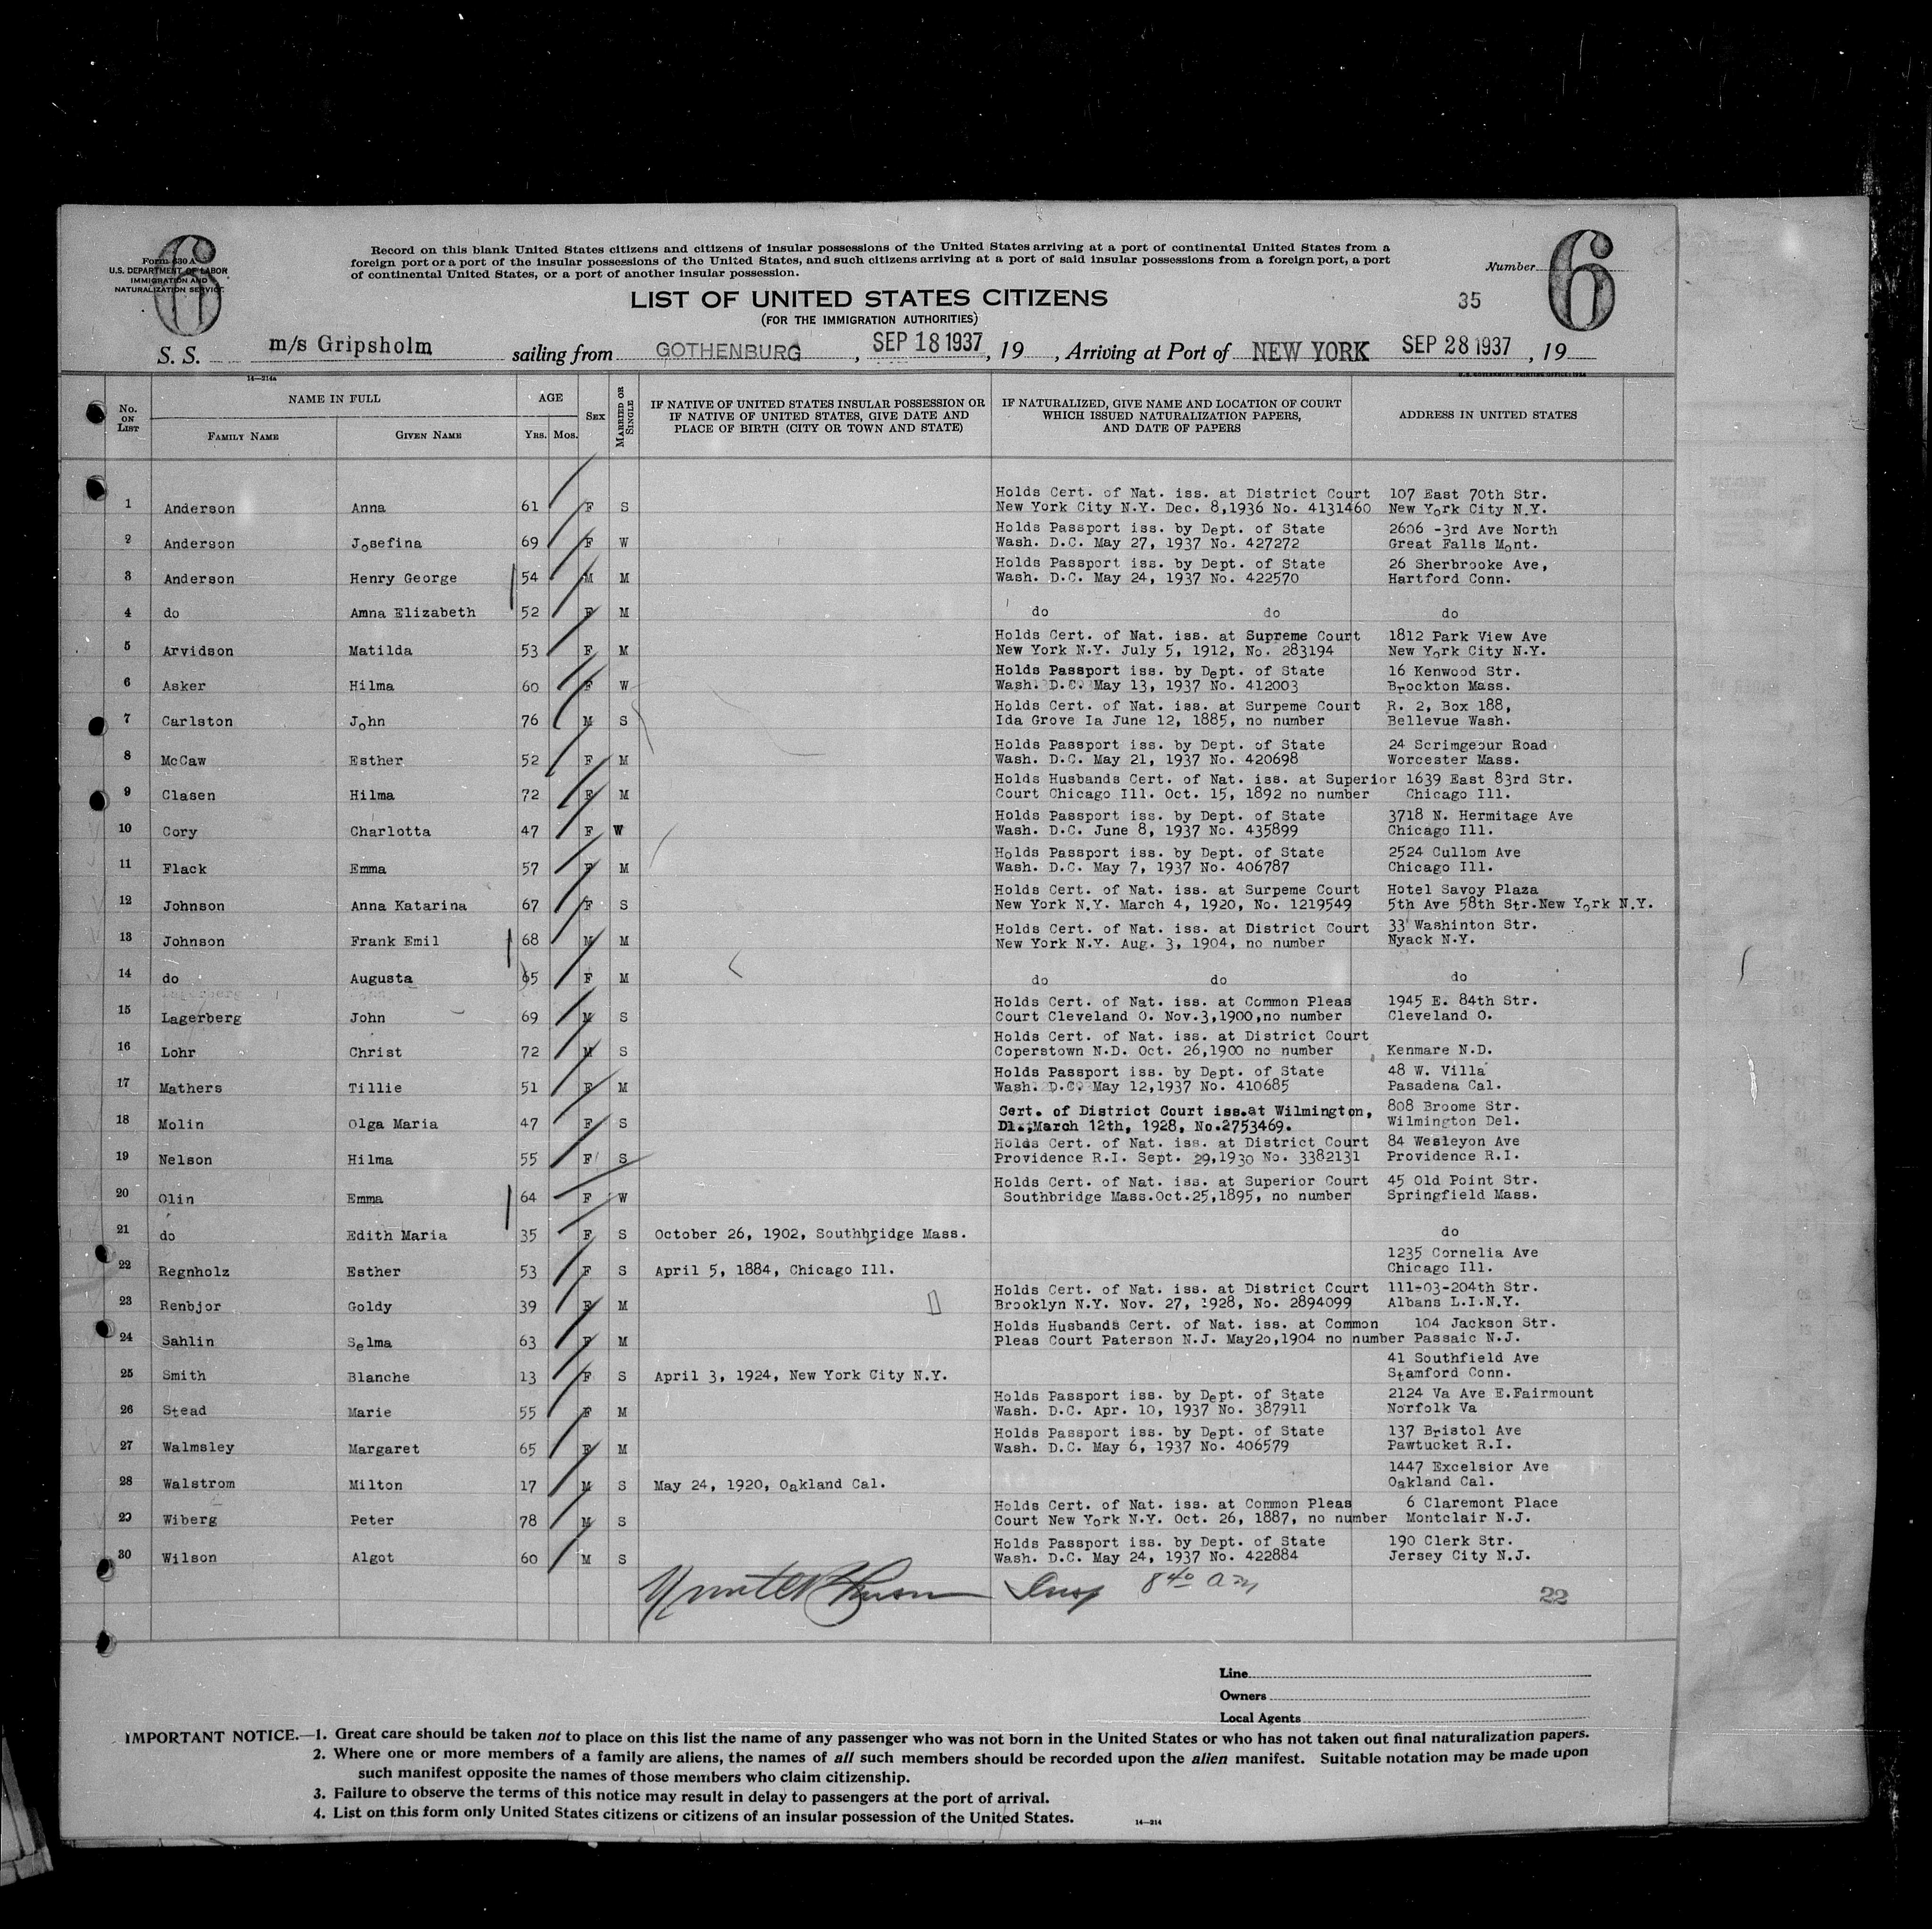 Form 630 A
U.S. DEPARTMENT OF LABOR
IMMIGRATION AND
NATURALIZATION SERVICE
6
Record on this blank United States citizens and citizens of insular possessions of the United States arriving at a port of continental United States from a
foreign port or a port of the insular possessions of the United States, and such citizens arriving at a port of said insular possessions from a foreign port, a port
of continental United States, or a port of another insular possession.
Number
6
LIST OF UNITED STATES CITIZENS
35
(FOR THE IMMIGRATION AUTHORITIES)
S. S. m/s Gripsholm sailing from GOTHENBURG, SEP 18 1937, 19 , Arriving at Port of NEW YORK SEP 28 1937, 19
14—214a
U.S. GOVERNMENT PRINTING OFFICE: 1934
No. ON LIST NAME IN FULL AGE SEX MARRIED OR SINGLE IF NATIVE OF UNITED STATES INSULAR POSSESSION OR IF NATIVE OF UNITED STATES, GIVE DATE AND PLACE OF BIRTH (CITY OR TOWN AND STATE) IF NATURALIZED, GIVE NAME AND LOCATION OF COURT WHICH ISSUED NATURALIZATION PAPERS, AND DATE OF PAPERS ADDRESS IN UNITED STATES
FAMILY NAME GIVEN NAME YRS. MOS.
Holds Cert. of Nat. iss. at District Court 107 East 70th Str.
1 Anderson Anna 61 F S New York City N.Y. Dec. 8,1936 No. 4131460 New York City N.Y.
Holds Passport iss. by Dept. of State 2606 -3rd Ave North
2 Anderson Josefina 69 F W Wash. D.C. May 27, 1937 No. 427272 Great Falls Mont.
Holds Passport iss. by Dept. of State 26 Sherbrooke Ave,
3 Anderson Henry George 54 M M Wash. D.C. May 24, 1937 No. 422570 Hartford Conn.
4 do Amna Elizabeth 52 F M do do do
Holds Cert. of Nat. iss. at Supreme Court 1812 Park View Ave
5 Arvidson Matilda 53 F M New York N.Y. July 5, 1912, No. 283194 New York City N.Y.
Holds Passport iss. by Dept. of State 16 Kenwood Str.
6 Asker Hilma 60 F W Wash. D.C. May 13, 1937 No. 412003 Brockton Mass.
Holds Cert. of Nat. iss. at Surpeme Court R. 2, Box 188,
7 Carlston John 76 M S Ida Grove Ia June 12, 1885, no number Bellevue Wash.
Holds Passport iss. by Dept. of State 24 Scrimgeour Road
8 McCaw Esther 52 F M Wash. D.C. May 21, 1937 No. 420698 Worcester Mass.
Holds Husbands Cert. of Nat. iss. at Superior 1639 East 83rd Str.
9 Clasen Hilma 72 F M Court Chicago Ill. Oct. 15, 1892 no number Chicago Ill.
Holds Passport iss. by Dept. of State 3718 N. Hermitage Ave
10 Cory Charlotta 47 F W Wash. D.C. June 8, 1937 No. 435899 Chicago Ill.
Holds Passport iss. by Dept. of State 2524 Cullom Ave
11 Flack Emma 57 F M Wash. D.C. May 7, 1937 No. 406787 Chicago Ill.
Holds Cert. of Nat. iss. at Surpeme Court Hotel Savoy Plaza
12 Johnson Anna Katarina 67 F S New York N.Y. March 4, 1920, No. 1219549 5th Ave 58th Str.New York N.Y.
Holds Cert. of Nat. iss. at District Court 33 Washinton Str.
13 Johnson Frank Emil 68 M M New York N.Y. Aug. 3, 1904, no number Nyack N.Y.
14 do Augusta 65 F M do do do
Holds Cert. of Nat. iss. at Common Pleas 1945 E. 84th Str.
15 Lagerberg John 69 M S Court Cleveland O. Nov.3,1900,no number Cleveland O.
Holds Cert. of Nat. iss. at District Court
16 Lohr Christ 72 M S Coperstown N.D. Oct. 26,1900 no number Kenmare N.D.
Holds Passport iss. by Dept. of State 48 W. Villa
17 Mathers Tillie 51 F M Wash. D.C. May 12,1937 No. 410685 Pasadena Cal.
Cert. of District Court iss.at Wilmington, 808 Broome Str.
18 Molin Olga Maria 47 F S Dl.,March 12th, 1928, No.2753469. Wilmington Del.
Holds Cert. of Nat. iss. at District Court 84 Wesleyon Ave
19 Nelson Hilma 55 F S Providence R.I. Sept. 29,1930 No. 3382131 Providence R.I.
Holds Cert. of Nat. iss. at Superior Court 45 Old Point Str.
20 Olin Emma 64 F W Southbridge Mass.Oct.25,1895, no number Springfield Mass.
21 do Edith Maria 35 F S October 26, 1902, Southbridge Mass. do
1235 Cornelia Ave
22 Regnholz Esther 53 F S April 5, 1884, Chicago Ill. Chicago Ill.
Holds Cert. of Nat. iss. at District Court 111-03-204th Str.
23 Renbjor Goldy 39 F M Brooklyn N.Y. Nov. 27, 1928, No. 2894099 Albans L.I.N.Y.
Holds Husbands Cert. of Nat. iss. at Common 104 Jackson Str.
24 Sahlin Selma 63 F M Pleas Court Paterson N.J. May20,1904 no number Passaic N.J.
41 Southfield Ave
25 Smith Blanche 13 F S April 3, 1924, New York City N.Y. Stamford Conn.
Holds Passport iss. by Dept. of State 2124 Va Ave E.Fairmount
26 Stead Marie 55 F M Wash. D.C. Apr. 10, 1937 No. 387911 Norfolk Va
Holds Passport iss. by Dept. of State 137 Bristol Ave
27 Walmsley Margaret 65 F M Wash. D.C. May 6, 1937 No. 406579 Pawtucket R.I.
1447 Excelsior Ave
28 Walstrom Milton 17 M S May 24, 1920, Oakland Cal. Oakland Cal.
Holds Cert. of Nat. iss. at Common Pleas 6 Claremont Place
29 Wiberg Peter 78 M S Court New York N.Y. Oct. 26, 1887, no number Montclair N.J.
Holds Passport iss. by Dept. of State 190 Clerk Str.
30 Wilson Algot 60 M S Wash. D.C. May 24, 1937 No. 422884 Jersey City N.J.
Insp 8 40 am 22
Line
Owners
Local Agents
IMPORTANT NOTICE.—1. Great care should be taken not to place on this list the name of any passenger who was not born in the United States or who has not taken out final naturalization papers.
2. Where one or more members of a family are aliens, the names of all such members should be recorded upon the alien manifest. Suitable notation may be made upon
such manifest opposite the names of those members who claim citizenship.
3. Failure to observe the terms of this notice may result in delay to passengers at the port of arrival.
4. List on this form only United States citizens or citizens of an insular possession of the United States.
14—214